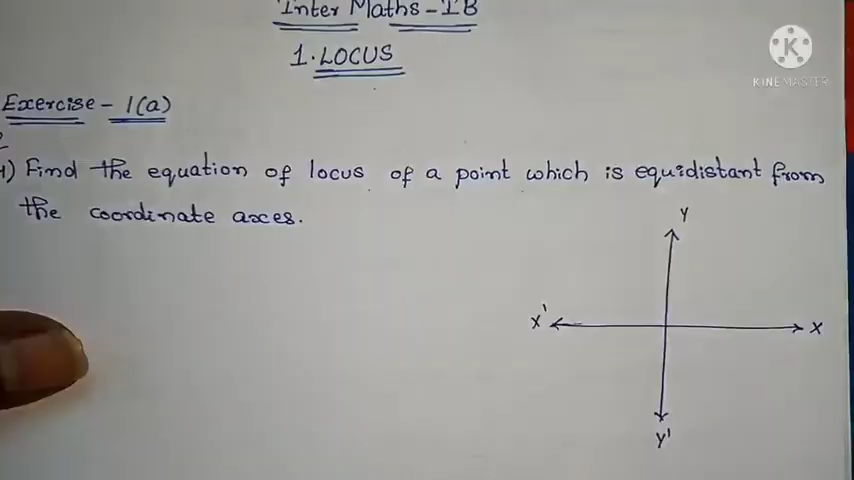 Inter Maths - IB
1. LOCUS
KINEMASTER
Exercise - 1(a)
Find the equation of locus of a point which is equidistant from
the coordinate axes.
Y
X' X
Y'